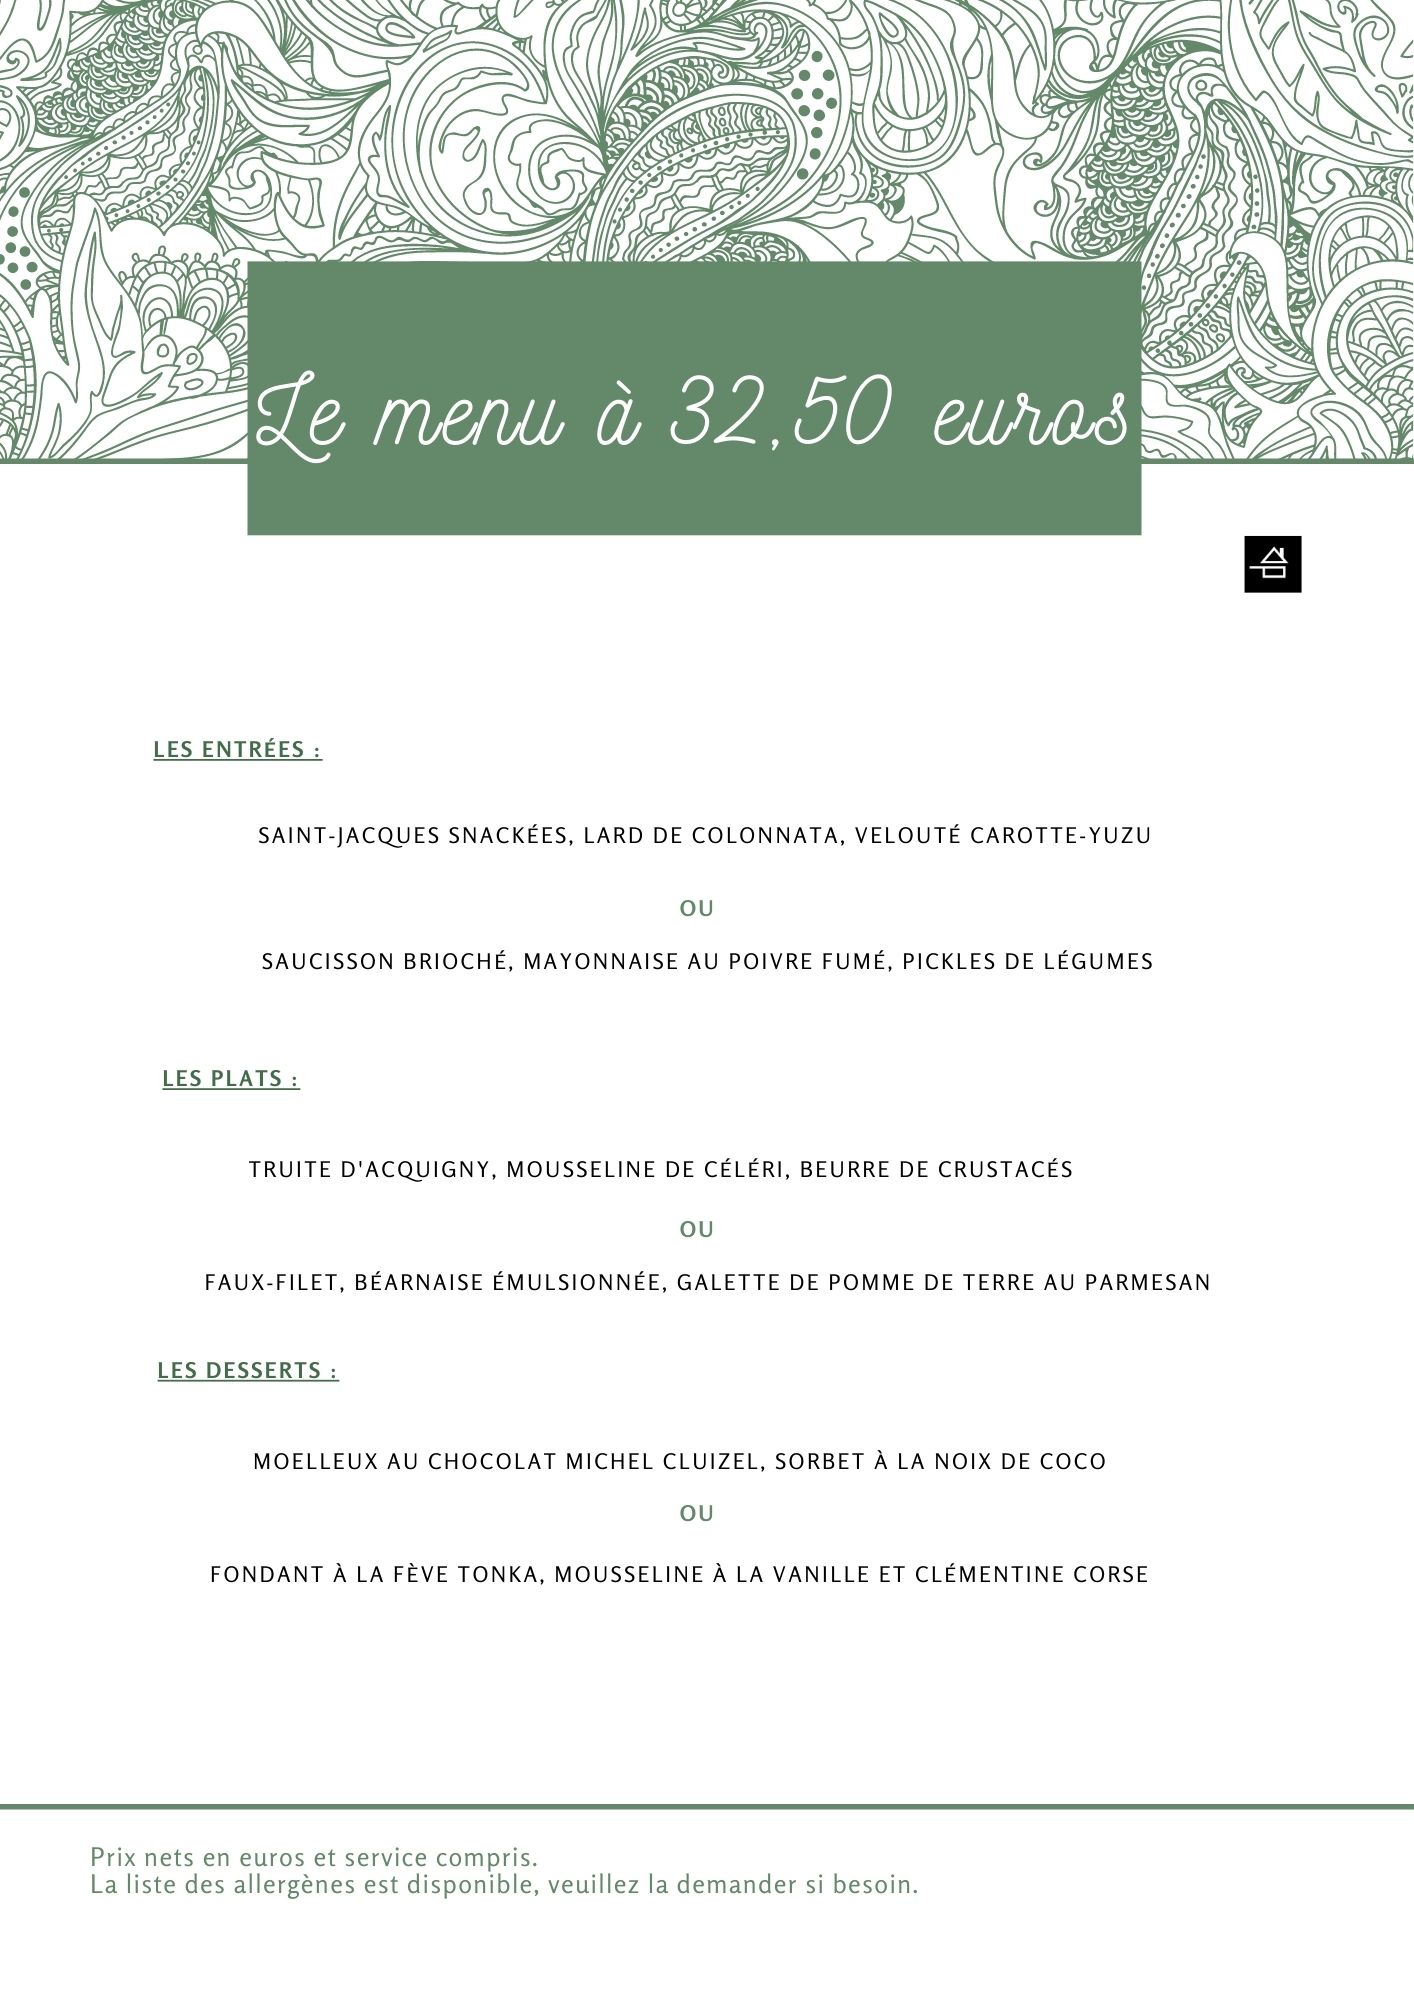 Le menu à 32,50 euros
LES ENTRÉES :
SAINT-JACQUES SNACKÉES, LARD DE COLONNATA, VELOUTÉ CAROTTE-YUZU
OU
SAUCISSON BRIOCHÉ, MAYONNAISE AU POIVRE FUMÉ, PICKLES DE LÉGUMES
LES PLATS :
TRUITE D'ACQUIGNY, MOUSSELINE DE CÉLÉRI, BEURRE DE CRUSTACÉS
OU
FAUX-FILET, BÉARNAISE ÉMULSIONNÉE, GALETTE DE POMME DE TERRE AU PARMESAN
LES DESSERTS :
MOELLEUX AU CHOCOLAT MICHEL CLUIZEL, SORBET À LA NOIX DE COCO
OU
FONDANT À LA FÈVE TONKA, MOUSSELINE À LA VANILLE ET CLÉMENTINE CORSE
Prix nets en euros et service compris.
La liste des allergènes est disponible, veuillez la demander si besoin.